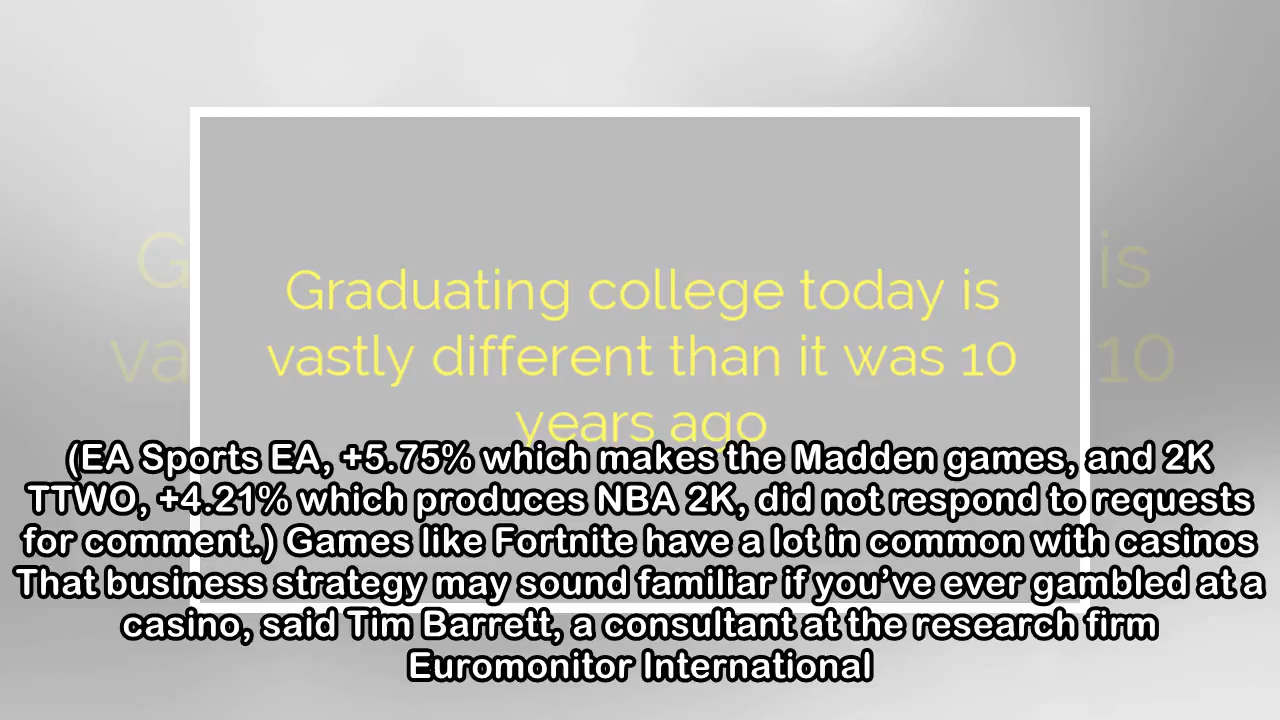 Graduating college today is
vastly different than it was 10
years ago
G
is
va
10
(EA Sports EA, +5.75% which makes the Madden games, and 2K
TTWO, +4.21% which produces NBA 2K, did not respond to requests
for comment.) Games like Fortnite have a lot in common with casinos
That business strategy may sound familiar if you’ve ever gambled at a
casino, said Tim Barrett, a consultant at the research firm
Euromonitor International